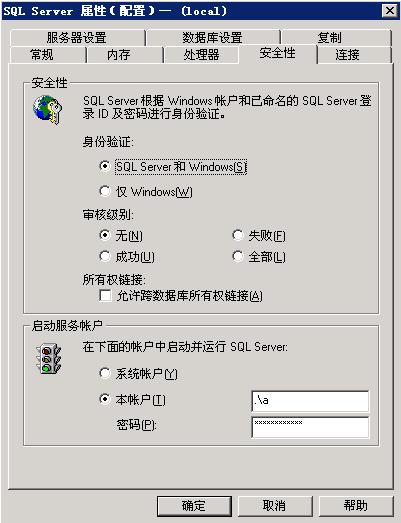 SQL Server 属性(配置) — (local)
服务器设置 数据库设置 复制
常规 内存 处理器 安全性 连接
安全性
SQL Server 根据 Windows 帐户和已命名的 SQL Server 登
录 ID 及密码进行身份验证。
身份验证:
SQL Server 和 Windows(S)
仅 Windows(W)
审核级别:
无(N) 失败(F)
成功(U) 全部(L)
所有权链接:
允许跨数据库所有权链接(A)
启动服务帐户
在下面的帐户中启动并运行 SQL Server:
系统帐户(Y)
本帐户(T) .\a
密码(P): ************
确定 取消 帮助